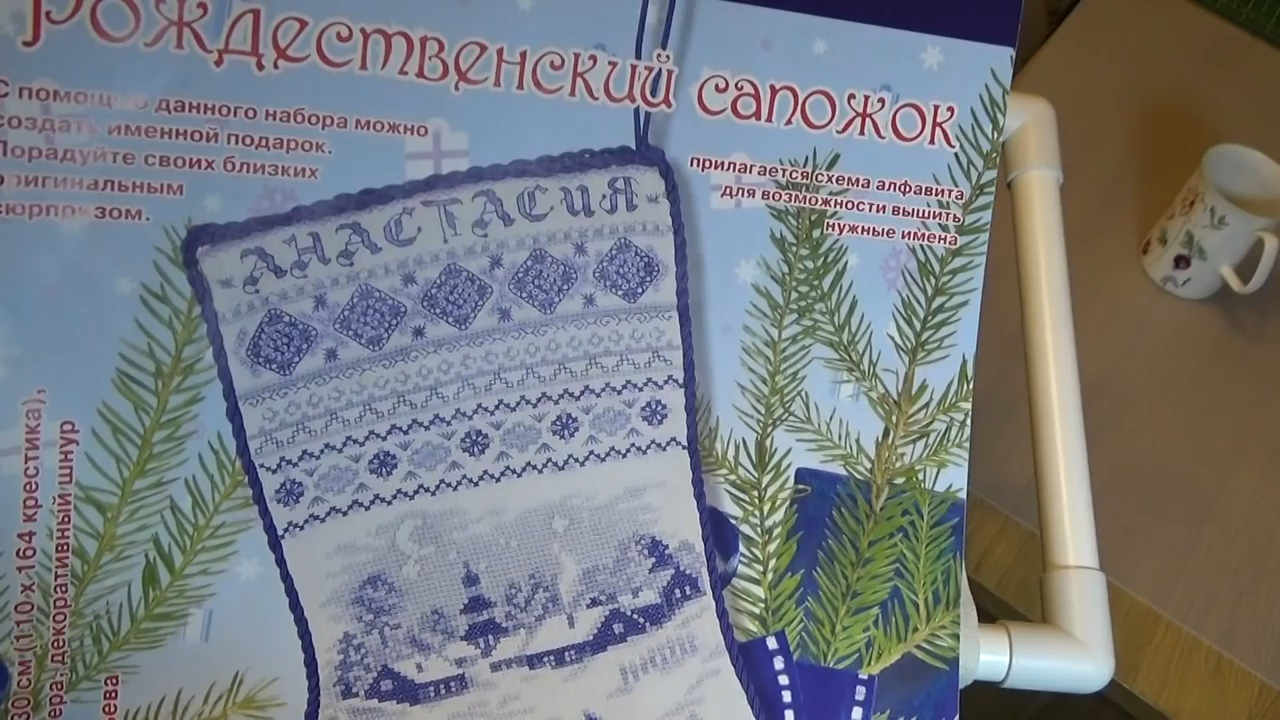 Рождественский сапожок
С помощью данного набора можно
создать именной подарок.
Порадуйте своих близких
оригинальным
сюрпризом.
прилагается схема алфавита
для возможности вышить
нужные имена
АНАСТАСИЯ
30 см (110 x 164 крестика),
декоративный шнур